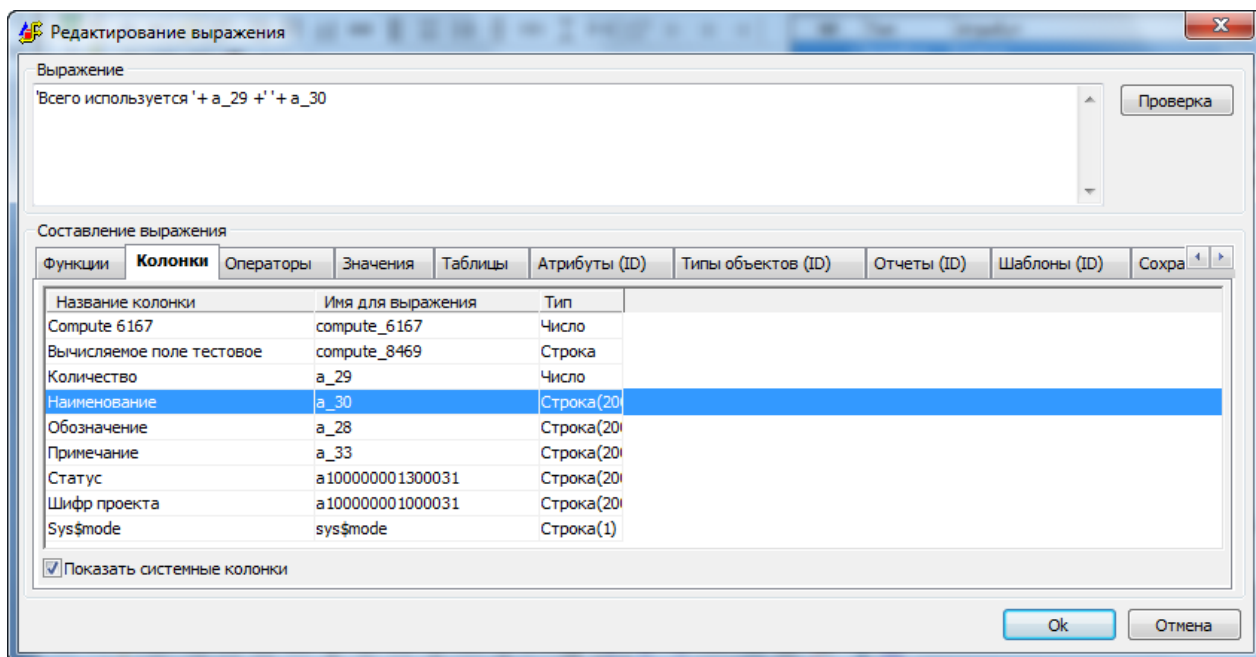 Редактирование выражения
Выражение
'Всего используется '+ a_29 +' '+ a_30
Проверка
Составление выражения
Функции Колонки Операторы Значения Таблицы Атрибуты (ID) Типы объектов (ID) Отчеты (ID) Шаблоны (ID) Сохра
Название колонки Имя для выражения Тип
Compute 6167 compute_6167 Число
Вычисляемое поле тестовое compute_8469 Строка
Количество a_29 Число
Наименование a_30 Строка(20
Обозначение a_28 Строка(20
Примечание a_33 Строка(20
Статус a100000001300031 Строка(20
Шифр проекта a100000001000031 Строка(20
Sys$mode sys$mode Строка(1)
Показать системные колонки
Ok Отмена